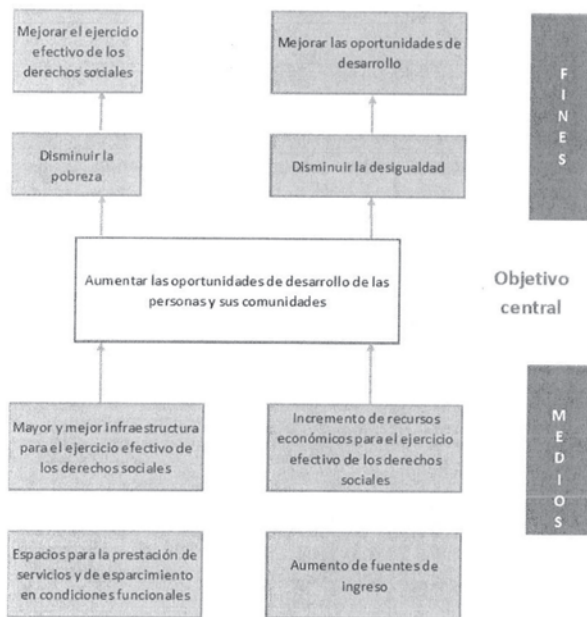 Mejorar el ejercicio
efectivo de los
derechos sociales
Mejorar las oportunidades de
desarrollo
FINES
Disminuir la
pobreza
Disminuir la desigualdad
Aumentar las oportunidades de desarrollo de las
personas y sus comunidades
Objetivo
central
Mayor y mejor infraestructura
para el ejercicio efectivo de
los derechos sociales
Incremento de recursos
económicos para el ejercicio
efectivo de los derechos
sociales
MEDIOS
Espacios para la prestación de
servicios y de esparcimiento
en condiciones funcionales
Aumento de fuentes de
ingreso